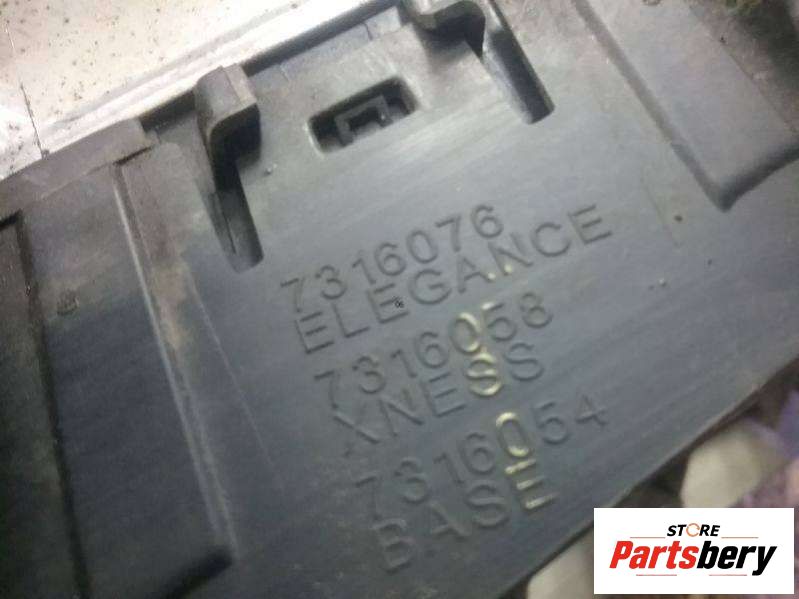 7316076
ELEGANCE
7316058
XNESS
7316054
BASE
STORE
Partsbery